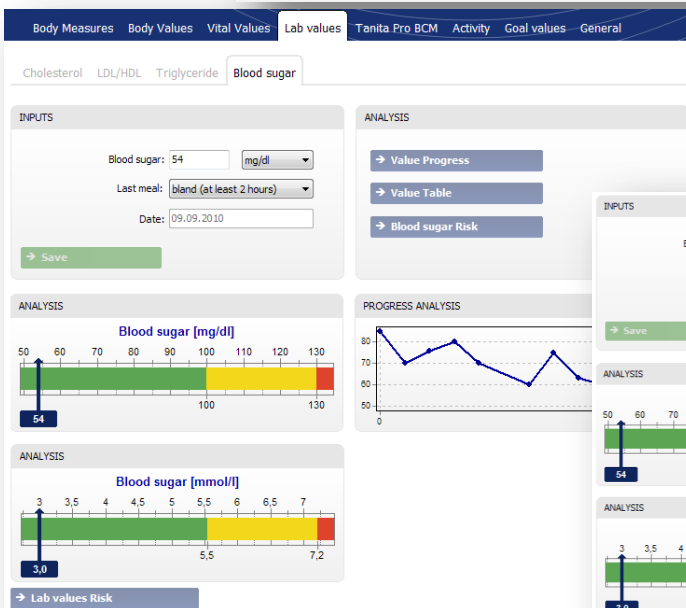 Body Measures Body Values Vital Values Lab values Tanita Pro BCM Activity Goal values General
Cholesterol LDL/HDL Triglyceride Blood sugar
INPUTS
Blood sugar: 54 mg/dl
Last meal: bland (at least 2 hours)
Date: 09.09.2010
→ Save
ANALYSIS
→ Value Progress
→ Value Table
→ Blood sugar Risk
ANALYSIS
Blood sugar [mg/dl]
50 60 70 80 90 100 110 120 130
100 130
54
PROGRESS ANALYSIS
80
70
60
50
0
ANALYSIS
Blood sugar [mmol/l]
3 3,5 4 4,5 5 5,5 6 6,5 7
5,5 7,2
3,0
→ Lab values Risk
INPUTS
→ Save
ANALYSIS
50 60 70
54
ANALYSIS
3 3,5 4
3,0